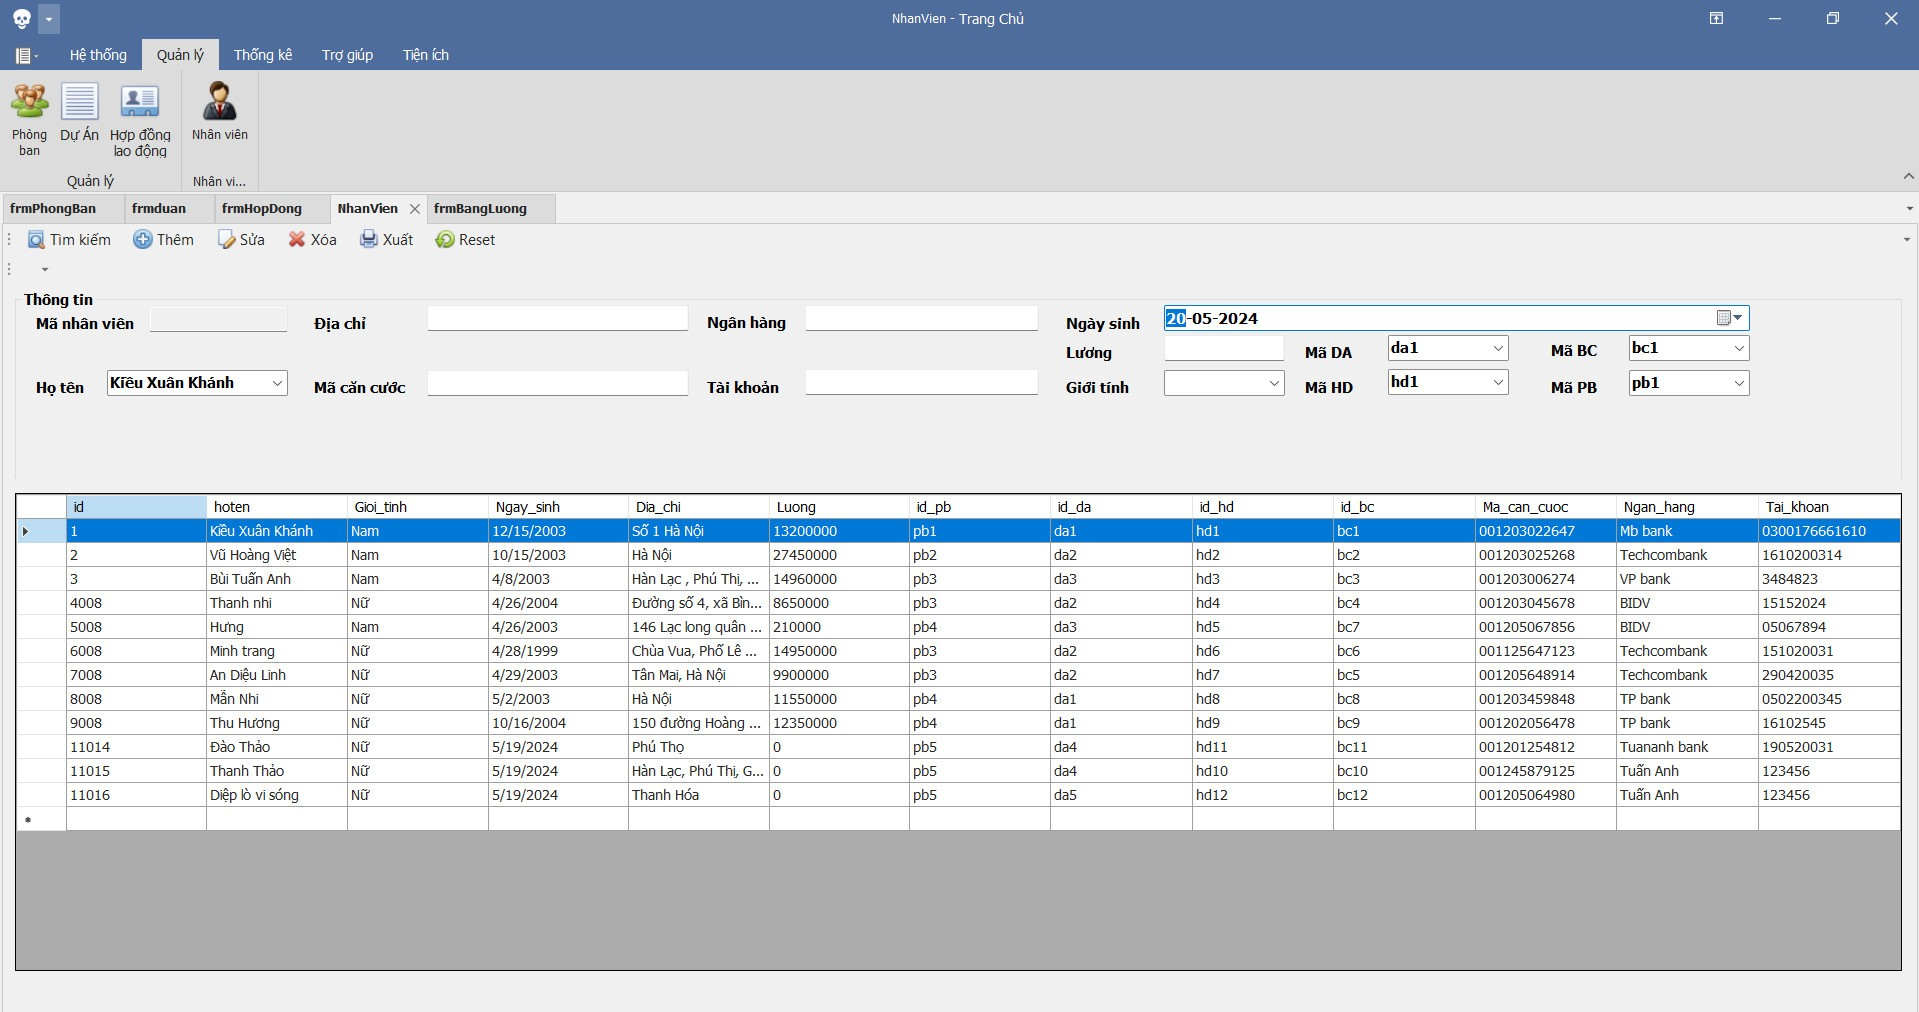 NhanVien - Trang Chủ
Hệ thống Quản lý Thống kê Trợ giúp Tiện ích
Phòng ban Dự Án Hợp đồng lao động Nhân viên
Quản lý Nhân vi...
frmPhongBan frmduan frmHopDong NhanVien frmBangLuong
Tìm kiếm Thêm Sửa Xóa Xuất Reset
Thông tin
Mã nhân viên Địa chỉ Ngân hàng Ngày sinh 20-05-2024
Lương Mã DA da1 Mã BC bc1
Họ tên Kiều Xuân Khánh Mã căn cước Tài khoản Giới tính Mã HD hd1 Mã PB pb1
id hoten Gioi_tinh Ngay_sinh Dia_chi Luong id_pb id_da id_hd id_bc Ma_can_cuoc Ngan_hang Tai_khoan
1 Kiều Xuân Khánh Nam 12/15/2003 Số 1 Hà Nội 13200000 pb1 da1 hd1 bc1 001203022647 Mb bank 0300176661610
2 Vũ Hoàng Việt Nam 10/15/2003 Hà Nội 27450000 pb2 da2 hd2 bc2 001203025268 Techcombank 1610200314
3 Bùi Tuấn Anh Nam 4/8/2003 Hàn Lạc , Phú Thị, ... 14960000 pb3 da3 hd3 bc3 001203006274 VP bank 3484823
4008 Thanh nhi Nữ 4/26/2004 Đường số 4, xã Bìn... 8650000 pb3 da2 hd4 bc4 001203045678 BIDV 15152024
5008 Hưng Nam 4/26/2003 146 Lạc long quân ... 210000 pb4 da3 hd5 bc7 001205067856 BIDV 05067894
6008 Minh trang Nữ 4/28/1999 Chùa Vua, Phố Lê ... 14950000 pb3 da2 hd6 bc6 001125647123 Techcombank 151020031
7008 An Diệu Linh Nữ 4/29/2003 Tân Mai, Hà Nội 9900000 pb3 da2 hd7 bc5 001205648914 Techcombank 290420035
8008 Mẫn Nhi Nữ 5/2/2003 Hà Nội 11550000 pb4 da1 hd8 bc8 001203459848 TP bank 0502200345
9008 Thu Hương Nữ 10/16/2004 150 đường Hoàng ... 12350000 pb4 da1 hd9 bc9 001202056478 TP bank 16102545
11014 Đào Thảo Nữ 5/19/2024 Phú Thọ 0 pb5 da4 hd11 bc11 001201254812 Tuananh bank 190520031
11015 Thanh Thảo Nữ 5/19/2024 Hàn Lạc, Phú Thị, G... 0 pb5 da4 hd10 bc10 001245879125 Tuấn Anh 123456
11016 Diệp lò vi sóng Nữ 5/19/2024 Thanh Hóa 0 pb5 da5 hd12 bc12 001205064980 Tuấn Anh 123456